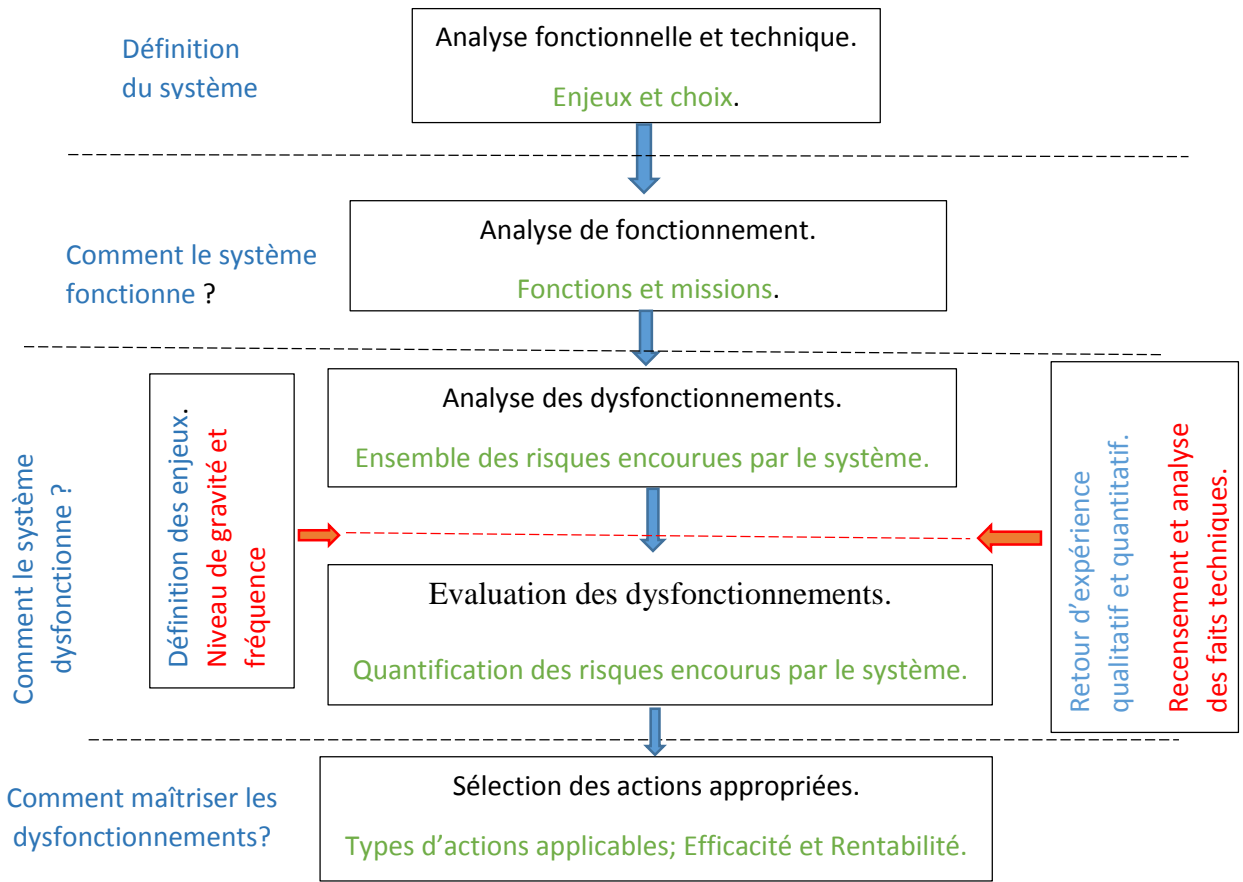 Définition
du système
Analyse fonctionnelle et technique.
Enjeux et choix.
Comment le système
fonctionne ?
Analyse de fonctionnement.
Fonctions et missions.
Comment le système
dysfonctionne ?
Définition des enjeux.
Niveau de gravité et
fréquence
Analyse des dysfonctionnements.
Ensemble des risques encourues par le système.
Evaluation des dysfonctionnements.
Quantification des risques encourus par le système.
Retour d’expérience
qualitatif et quantitatif.
Recensement et analyse
des faits techniques.
Comment maîtriser les
dysfonctionnements?
Sélection des actions appropriées.
Types d’actions applicables; Efficacité et Rentabilité.